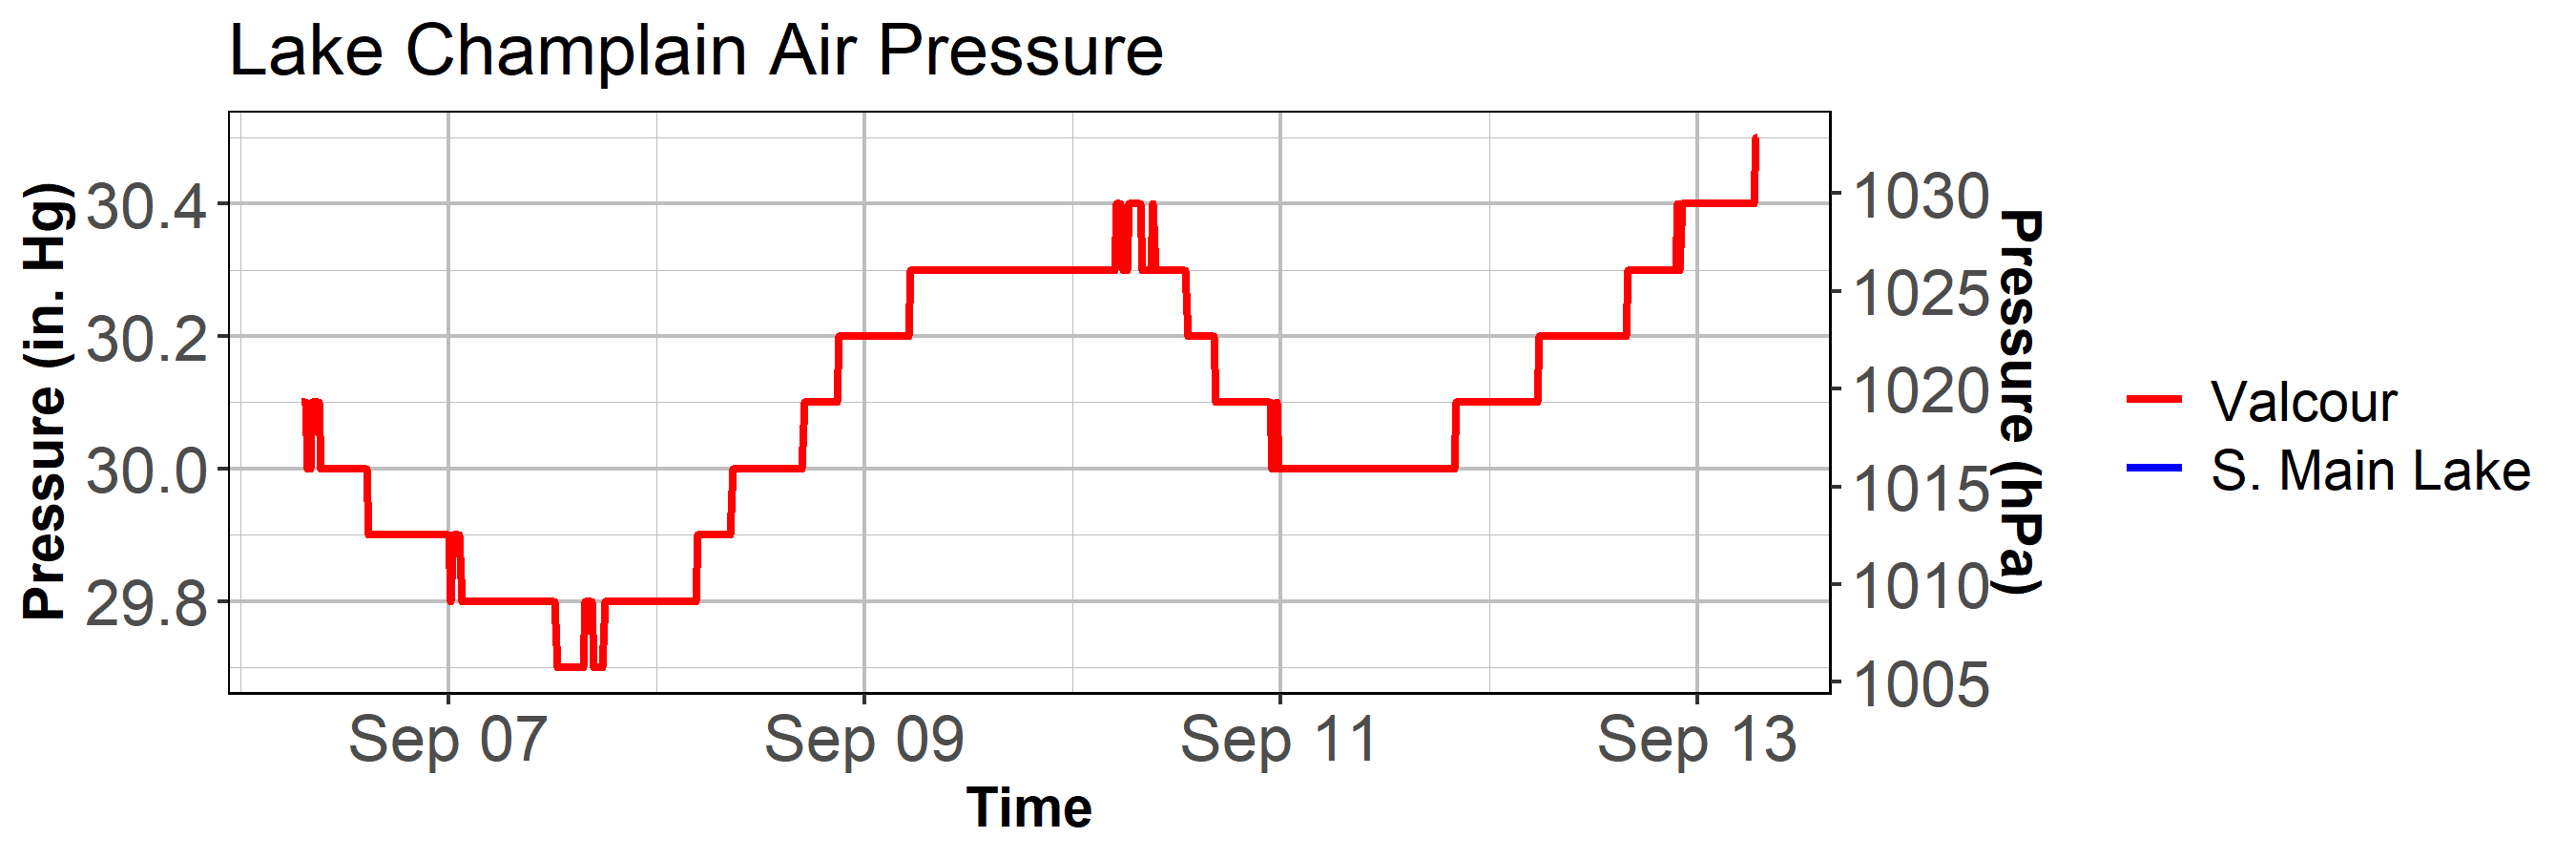 Lake Champlain Air Pressure
Pressure (in. Hg)
30.4
30.2
30.0
29.8
1030
1025
1020
1015
1010
1005
Pressure (hPa)
Sep 07 Sep 09 Sep 11 Sep 13
Time
Valcour
S. Main Lake